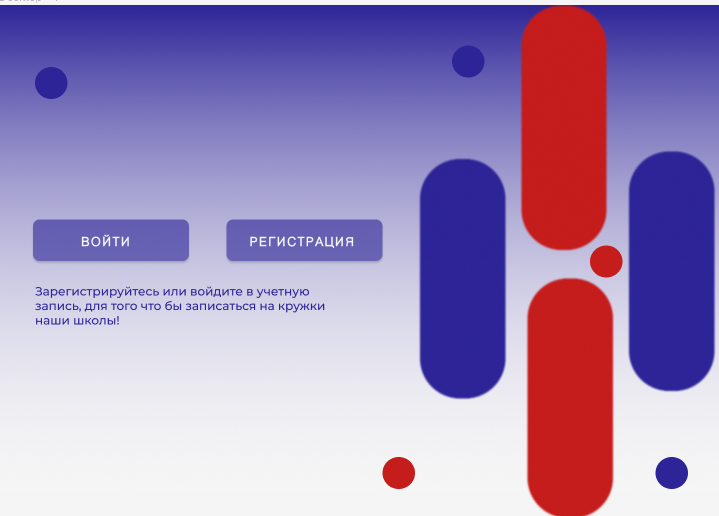 ВОЙТИ
РЕГИСТРАЦИЯ
Зарегистрируйтесь или войдите в учетную
запись, для того что бы записаться на кружки
наши школы!